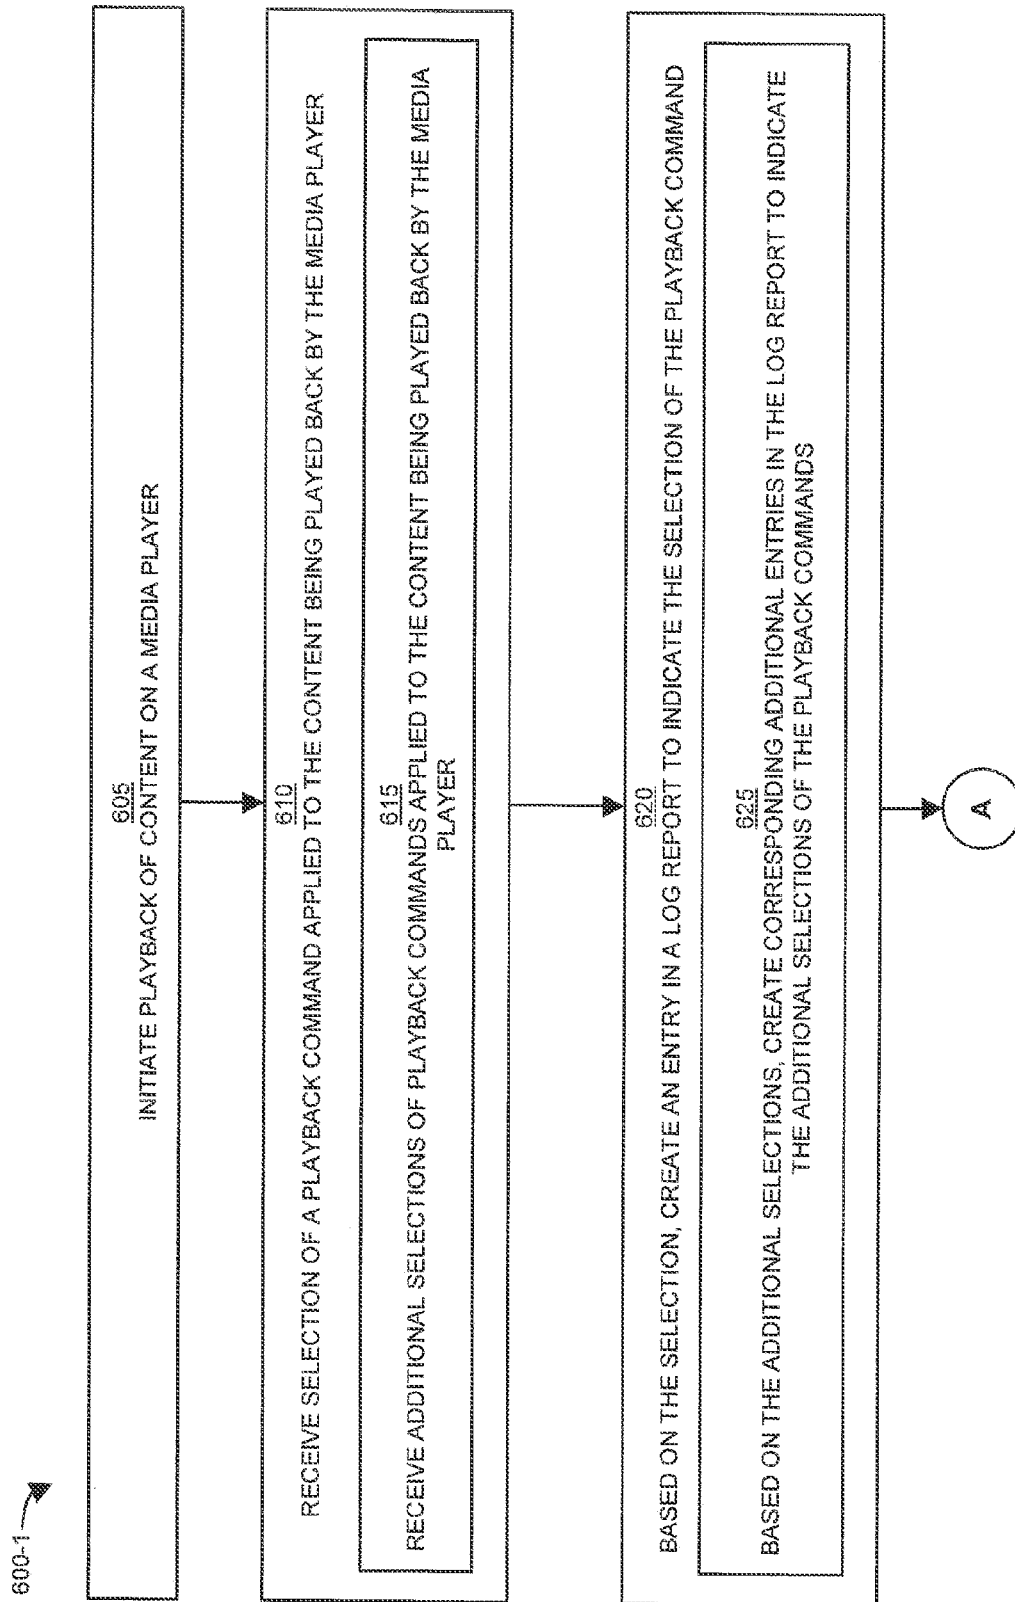 600-1
605
INITIATE PLAYBACK OF CONTENT ON A MEDIA PLAYER
610
RECEIVE SELECTION OF A PLAYBACK COMMAND APPLIED TO THE CONTENT BEING PLAYED BACK BY THE MEDIA PLAYER
615
RECEIVE ADDITIONAL SELECTIONS OF PLAYBACK COMMANDS APPLIED TO THE CONTENT BEING PLAYED BACK BY THE MEDIA
PLAYER
620
BASED ON THE SELECTION, CREATE AN ENTRY IN A LOG REPORT TO INDICATE THE SELECTION OF THE PLAYBACK COMMAND
625
BASED ON THE ADDITIONAL SELECTIONS, CREATE CORRESPONDING ADDITIONAL ENTRIES IN THE LOG REPORT TO INDICATE
THE ADDITIONAL SELECTIONS OF THE PLAYBACK COMMANDS
A